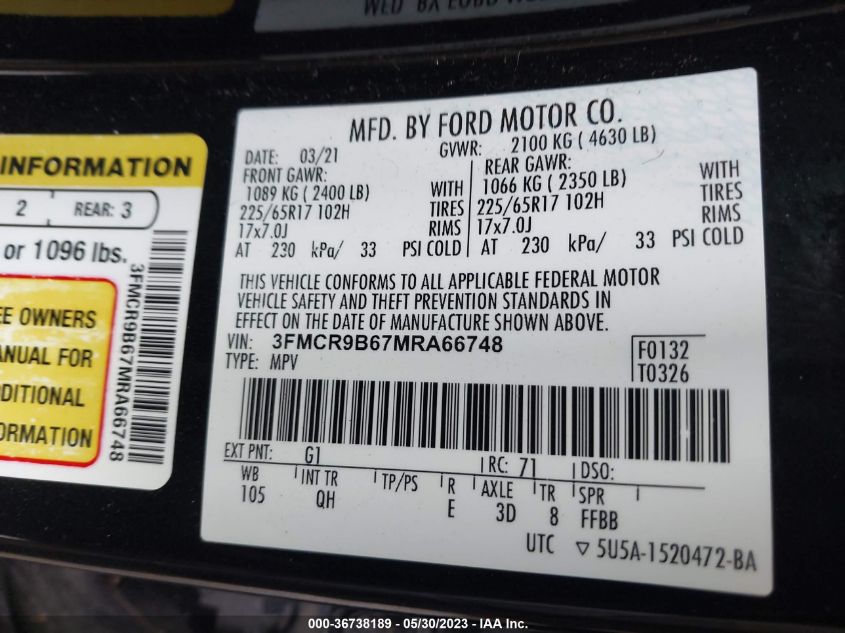 MFD. BY FORD MOTOR CO.
DATE: 03/21 GVWR: 2100 KG ( 4630 LB)
FRONT GAWR: REAR GAWR:
1089 KG ( 2400 LB) WITH 1066 KG ( 2350 LB) WITH
225/65R17 102H TIRES 225/65R17 102H TIRES
17x7.0J RIMS 17x7.0J RIMS
AT 230 kPa/ 33 PSI COLD AT 230 kPa/ 33 PSI COLD
THIS VEHICLE CONFORMS TO ALL APPLICABLE FEDERAL MOTOR
VEHICLE SAFETY AND THEFT PREVENTION STANDARDS IN
EFFECT ON THE DATE OF MANUFACTURE SHOWN ABOVE.
VIN: 3FMCR9B67MRA66748 F0132
TYPE: MPV T0326
EXT PNT: G1 RC: 71 DSO:
WB INT TR TP/PS R AXLE TR SPR
105 QH E 3D 8 FFBB
UTC ▽ 5U5A-1520472-BA
INFORMATION
2 REAR: 3
or 1096 lbs.
3FMCR9B67MRA66748
EE OWNERS
ANUAL FOR
DDITIONAL
ORMATION
000-36738189 - 05/30/2023 - © IAA, Inc.